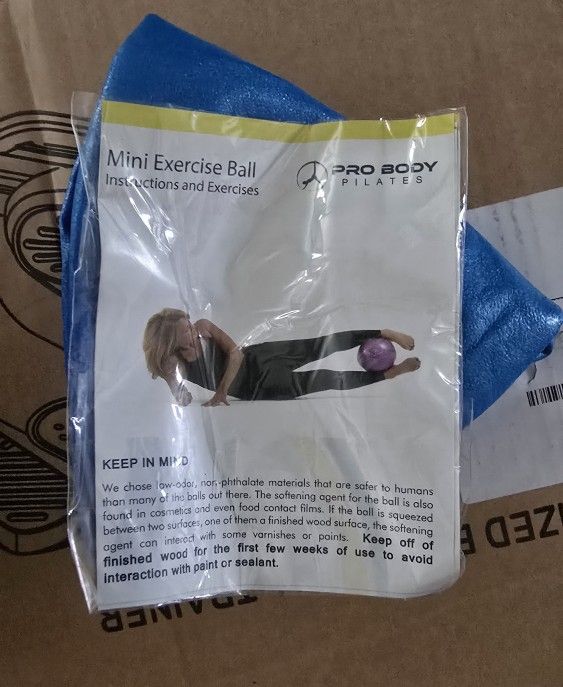 Mini Exercise Ball
Instructions and Exercises
PRO BODY
PILATES
KEEP IN MIND
We chose low-odor, non-phthalate materials that are safer to humans
than many of the balls out there. The softening agent for the ball is also
found in cosmetics and even food contact films. If the ball is squeezed
between two surfaces, one of them a finished wood surface, the softening
agent can interact with some varnishes or paints. Keep off of
finished wood for the first few weeks of use to avoid
interaction with paint or sealant.
IZED E
TRAINER